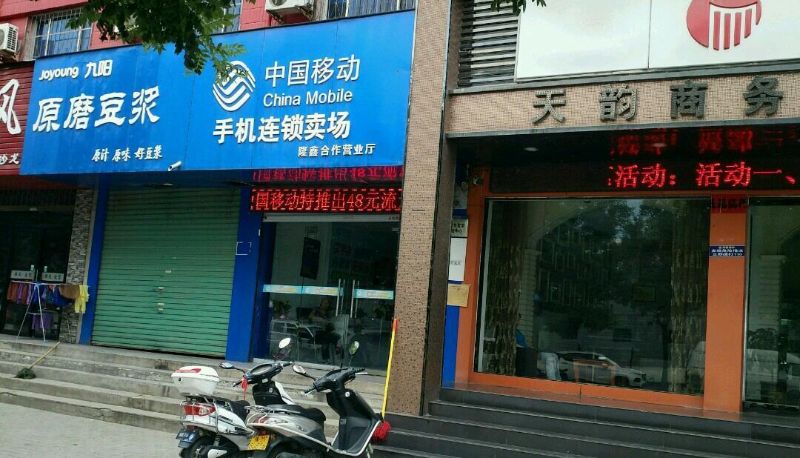 风
Joyoung 九阳
原磨豆浆
原汁 原味 好豆浆
中国移动
China Mobile
手机连锁卖场
隆鑫合作营业厅
国移动特推出48元流
天韵商务
活动：活动一、